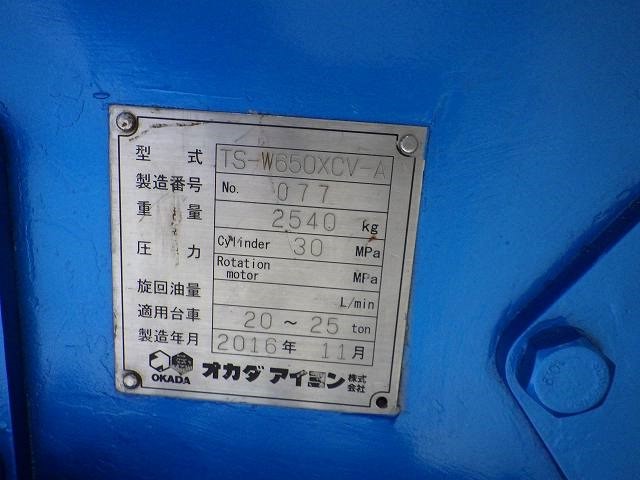 型 式 TS-W650XCV-A
製造番号 No. 077
重 量 2540 kg
圧 力 Cylinder 30 MPa
Rotation motor MPa
旋回油量 L/min
適用台車 20～25 ton
製造年月 2016年 11月
OKADA オカダ アイヨン 株式会社